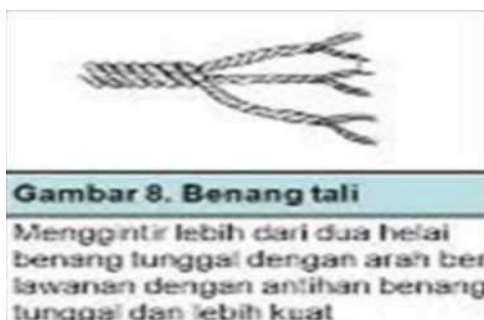 Gambar 8. Benang tali
Menggintir lebih dari dua helai
benang tunggal dengan arah ber
lawanan dengan antihan benang
tunggal dan lebih kuat